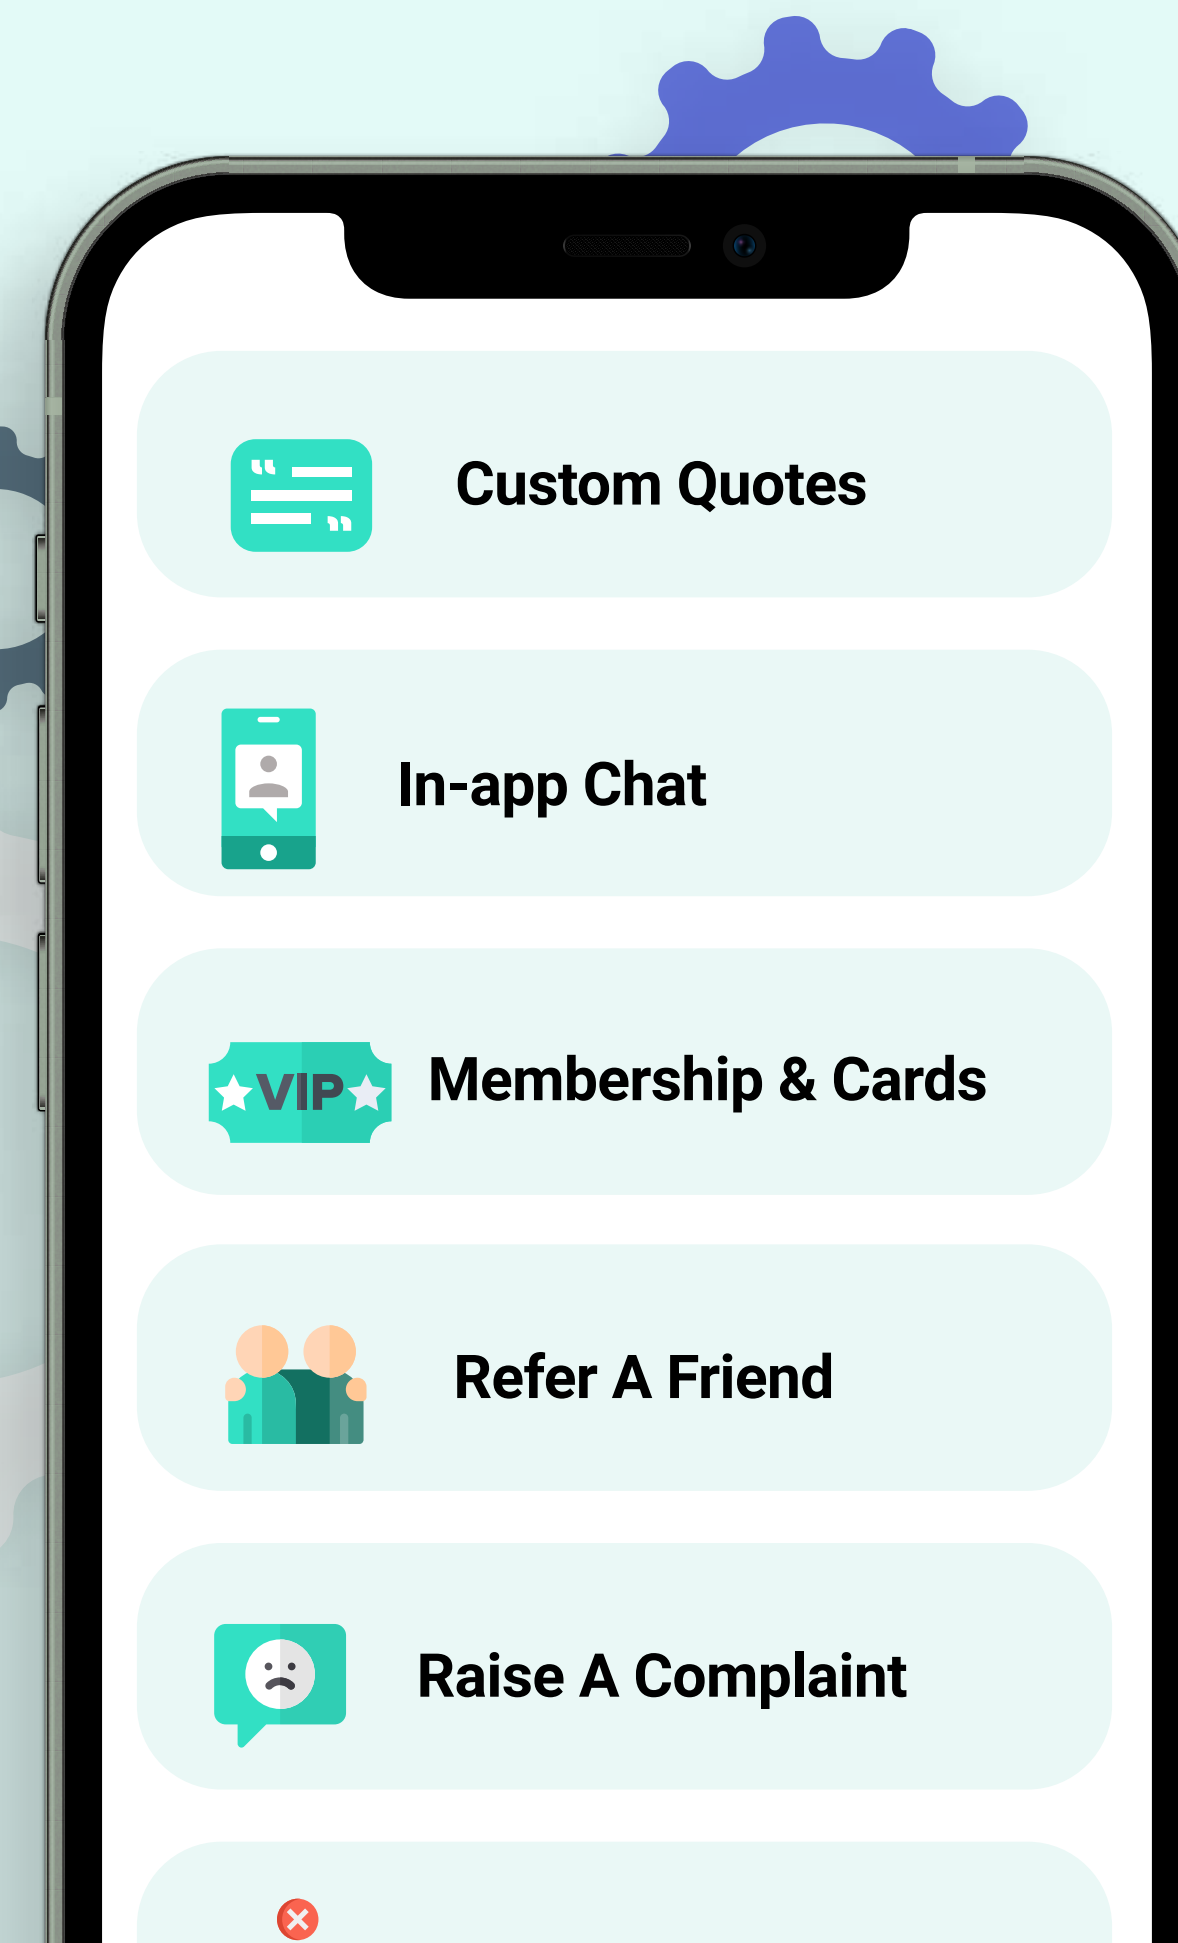 Custom Quotes
In-app Chat
VIP
Membership & Cards
Refer A Friend
Raise A Complaint